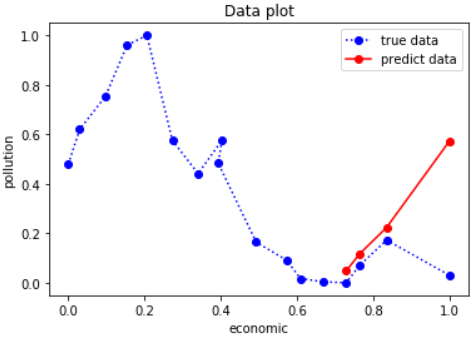 Data plot
true data
predict data
1.0
0.8
0.6
0.4
0.2
0.0
pollution
0.0 0.2 0.4 0.6 0.8 1.0
economic